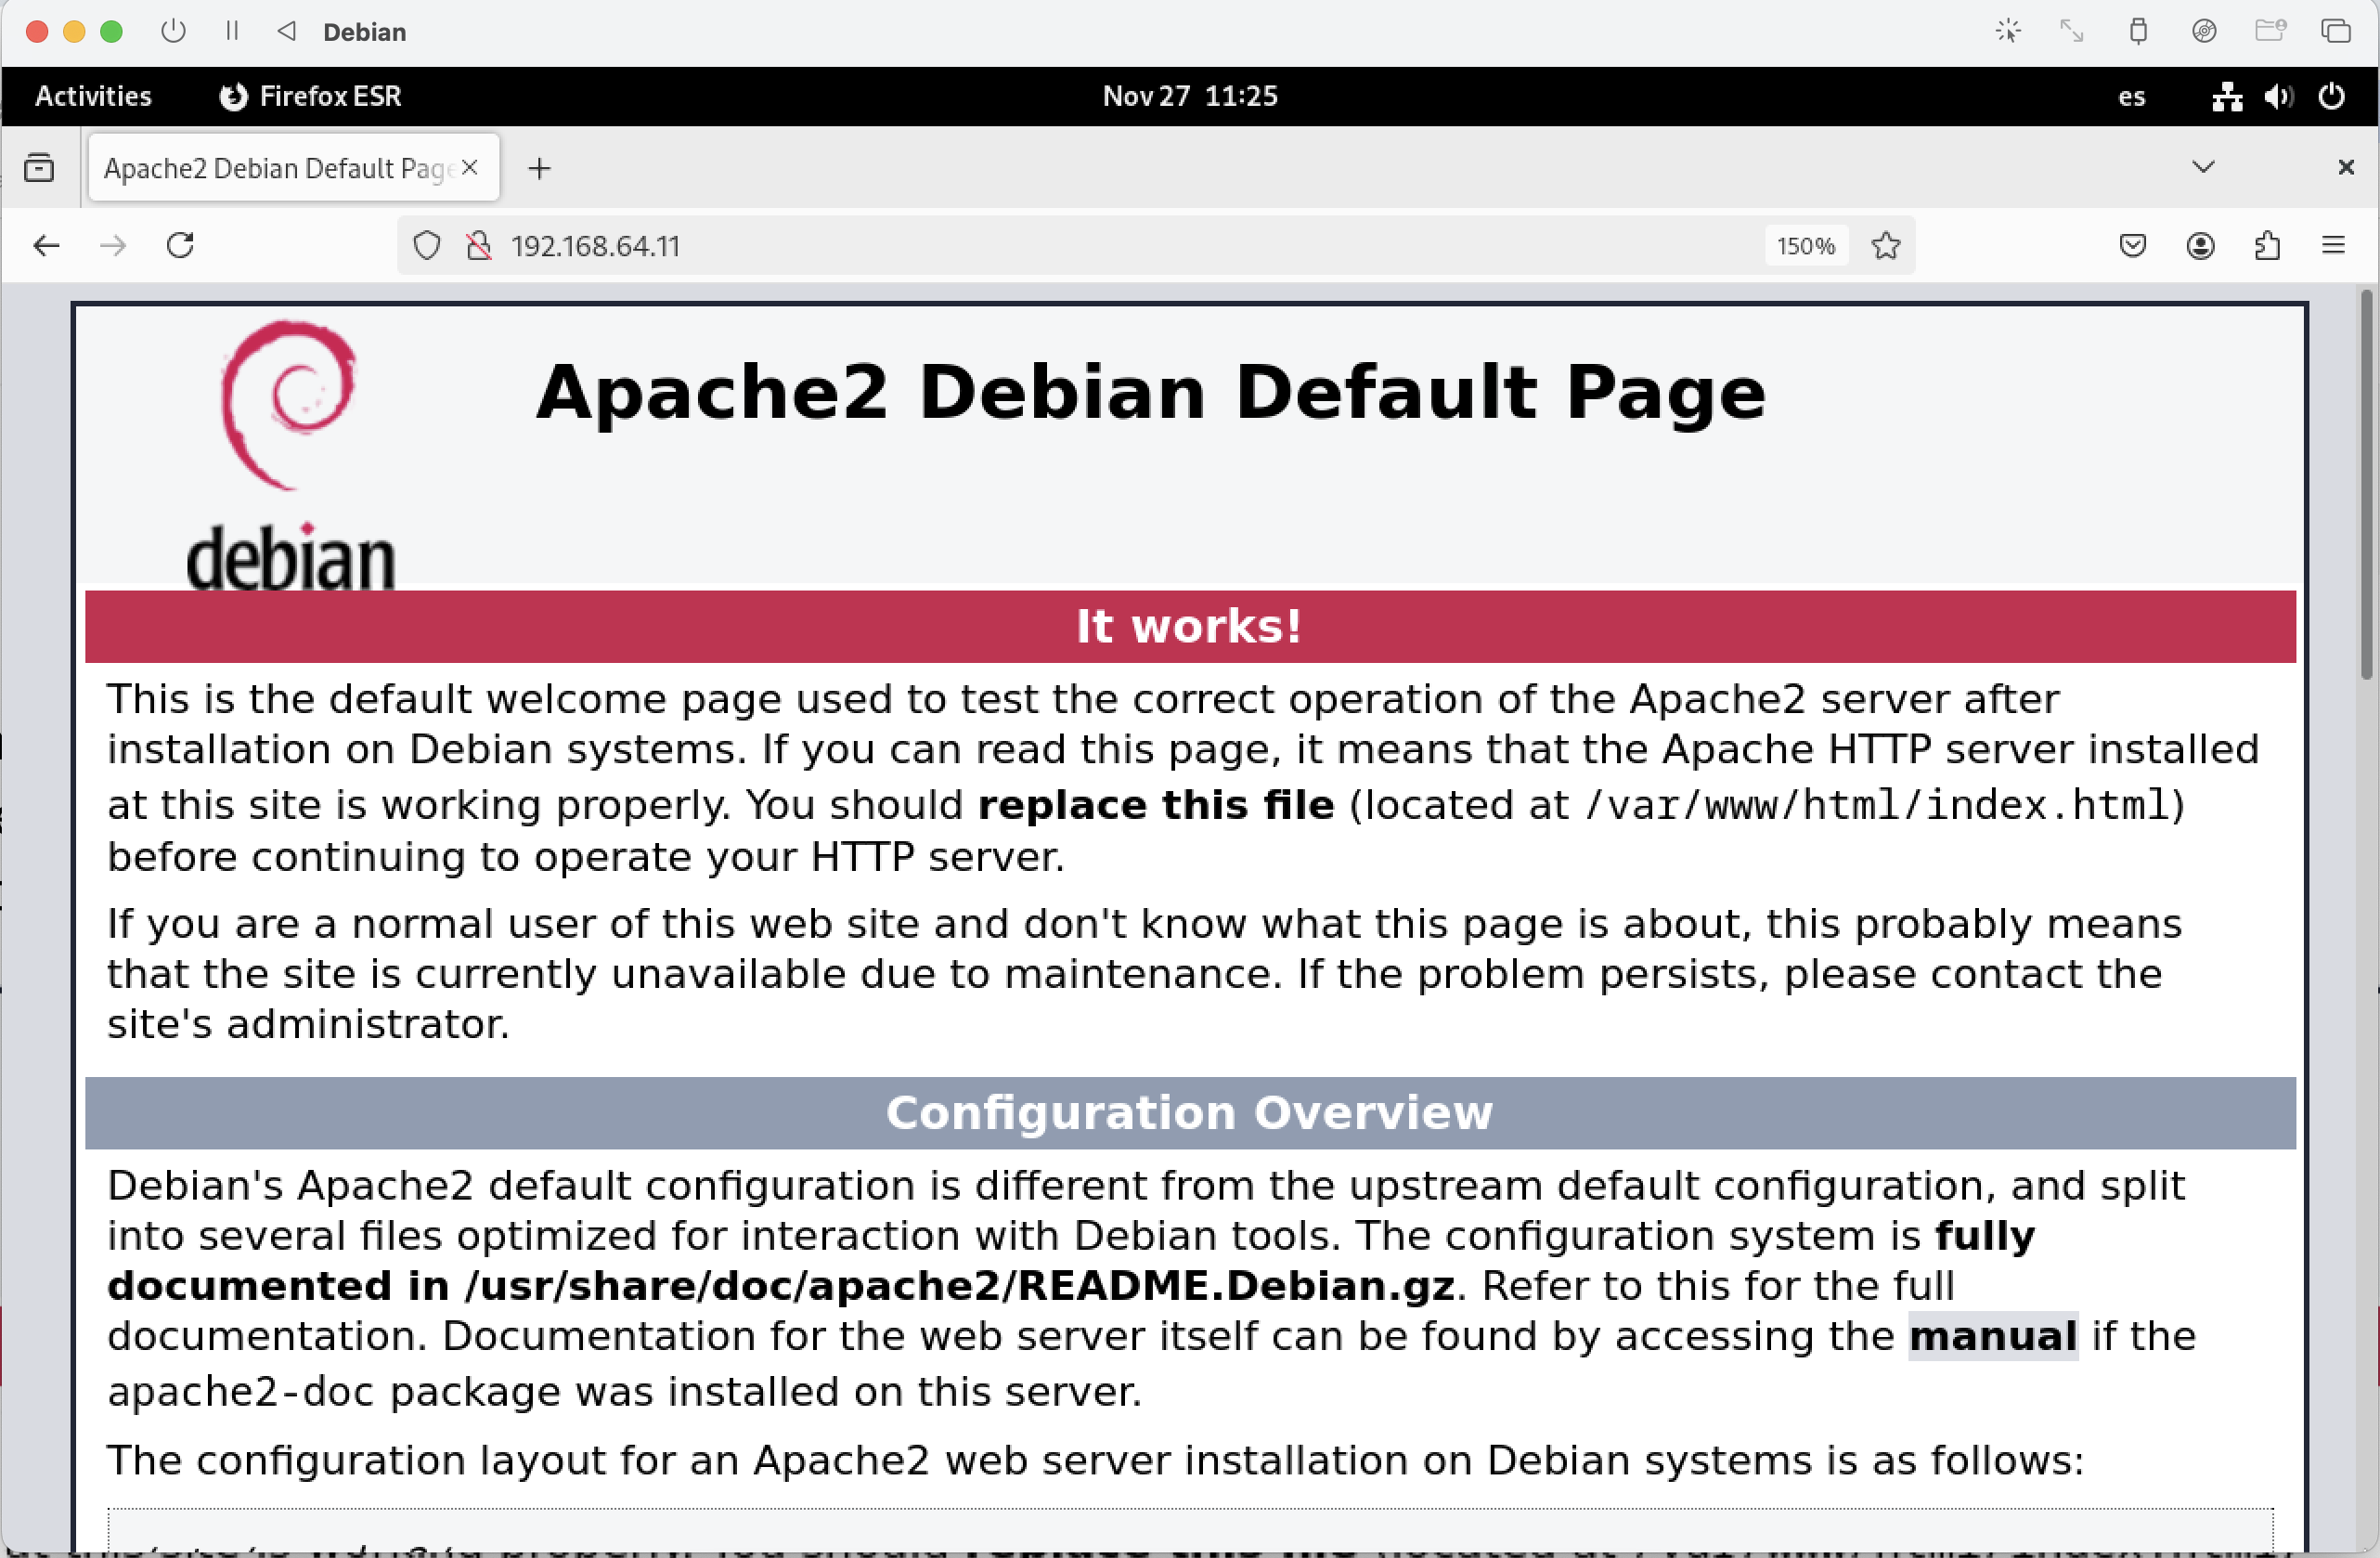 Debian
Activities Firefox ESR Nov 27 11:25 es
Apache2 Debian Default Page
192.168.64.11 150%
Apache2 Debian Default Page
debian
It works!
This is the default welcome page used to test the correct operation of the Apache2 server after
installation on Debian systems. If you can read this page, it means that the Apache HTTP server installed
at this site is working properly. You should replace this file (located at /var/www/html/index.html)
before continuing to operate your HTTP server.
If you are a normal user of this web site and don't know what this page is about, this probably means
that the site is currently unavailable due to maintenance. If the problem persists, please contact the
site's administrator.
Configuration Overview
Debian's Apache2 default configuration is different from the upstream default configuration, and split
into several files optimized for interaction with Debian tools. The configuration system is fully
documented in /usr/share/doc/apache2/README.Debian.gz. Refer to this for the full
documentation. Documentation for the web server itself can be found by accessing the manual if the
apache2-doc package was installed on this server.
The configuration layout for an Apache2 web server installation on Debian systems is as follows: